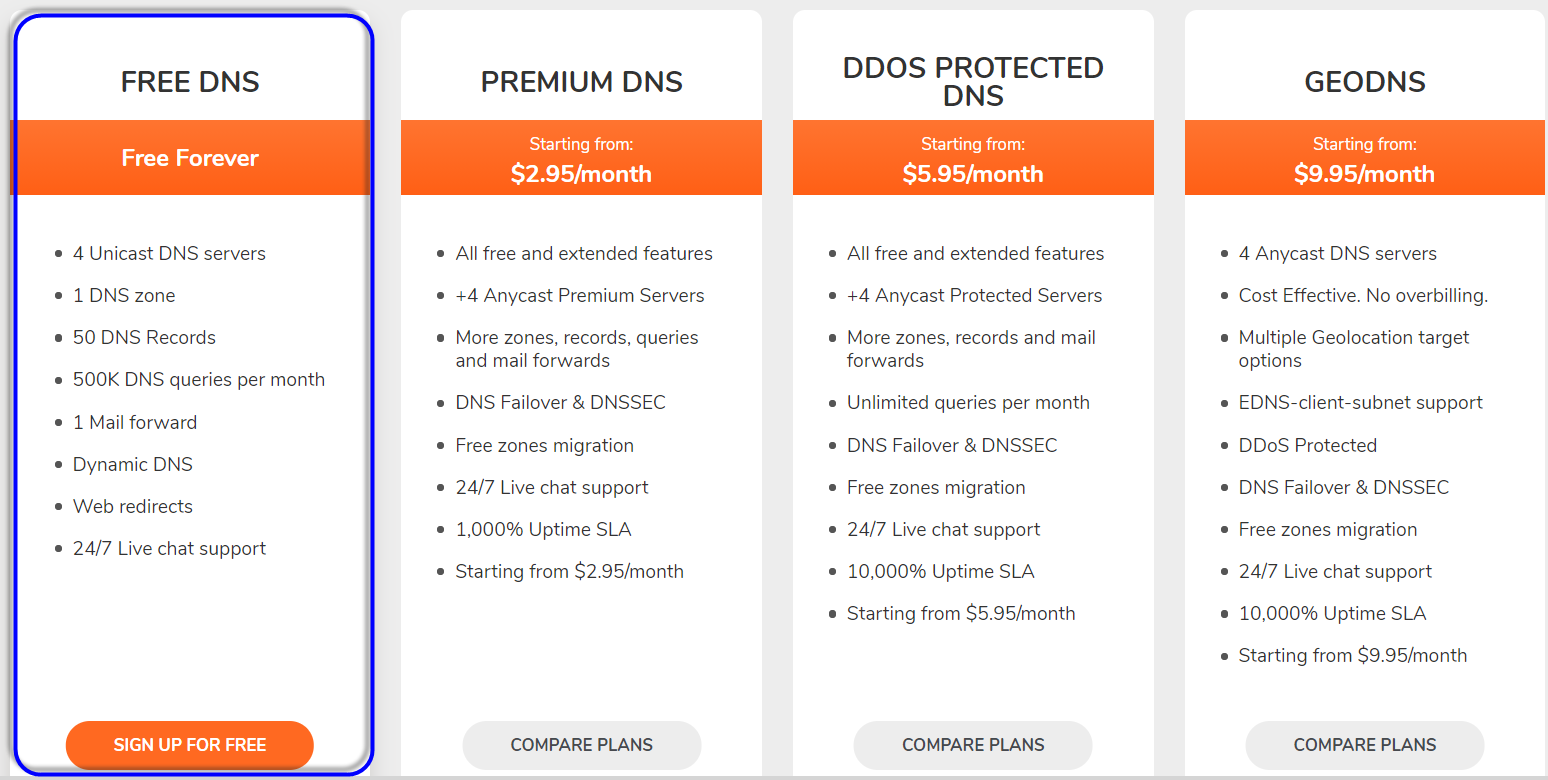 FREE DNS
Free Forever
4 Unicast DNS servers
1 DNS zone
50 DNS Records
500K DNS queries per month
1 Mail forward
Dynamic DNS
Web redirects
24/7 Live chat support
SIGN UP FOR FREE
PREMIUM DNS
Starting from:
$2.95/month
All free and extended features
+4 Anycast Premium Servers
More zones, records, queries
and mail forwards
DNS Failover & DNSSEC
Free zones migration
24/7 Live chat support
1,000% Uptime SLA
Starting from $2.95/month
COMPARE PLANS
DDOS PROTECTED
DNS
Starting from:
$5.95/month
All free and extended features
+4 Anycast Protected Servers
More zones, records and mail
forwards
Unlimited queries per month
DNS Failover & DNSSEC
Free zones migration
24/7 Live chat support
10,000% Uptime SLA
Starting from $5.95/month
COMPARE PLANS
GEODNS
Starting from:
$9.95/month
4 Anycast DNS servers
Cost Effective. No overbilling.
Multiple Geolocation target
options
EDNS-client-subnet support
DDoS Protected
DNS Failover & DNSSEC
Free zones migration
24/7 Live chat support
10,000% Uptime SLA
Starting from $9.95/month
COMPARE PLANS